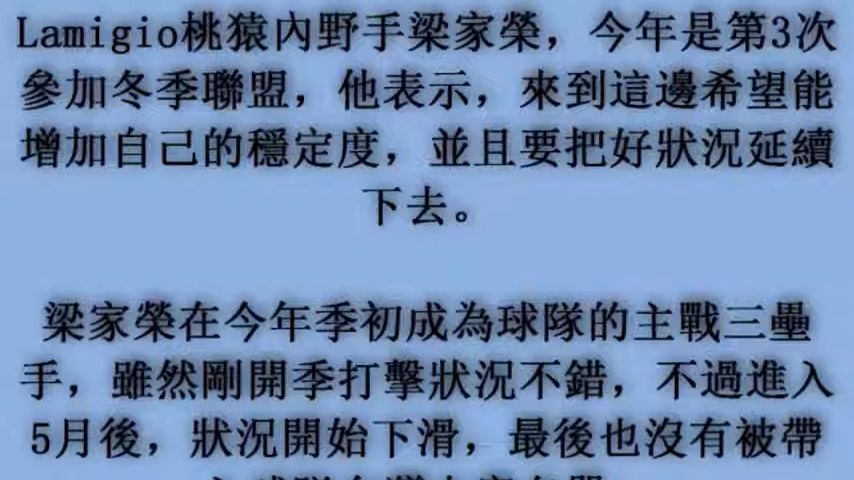 Lamigio桃猿內野手梁家榮，今年是第3次
參加冬季聯盟，他表示，來到這邊希望能
增加自己的穩定度，並且要把好狀況延續
下去。
梁家榮在今年季初成為球隊的主戰三壘
手，雖然剛開季打擊狀況不錯，不過進入
5月後，狀況開始下滑，最後也沒有被帶